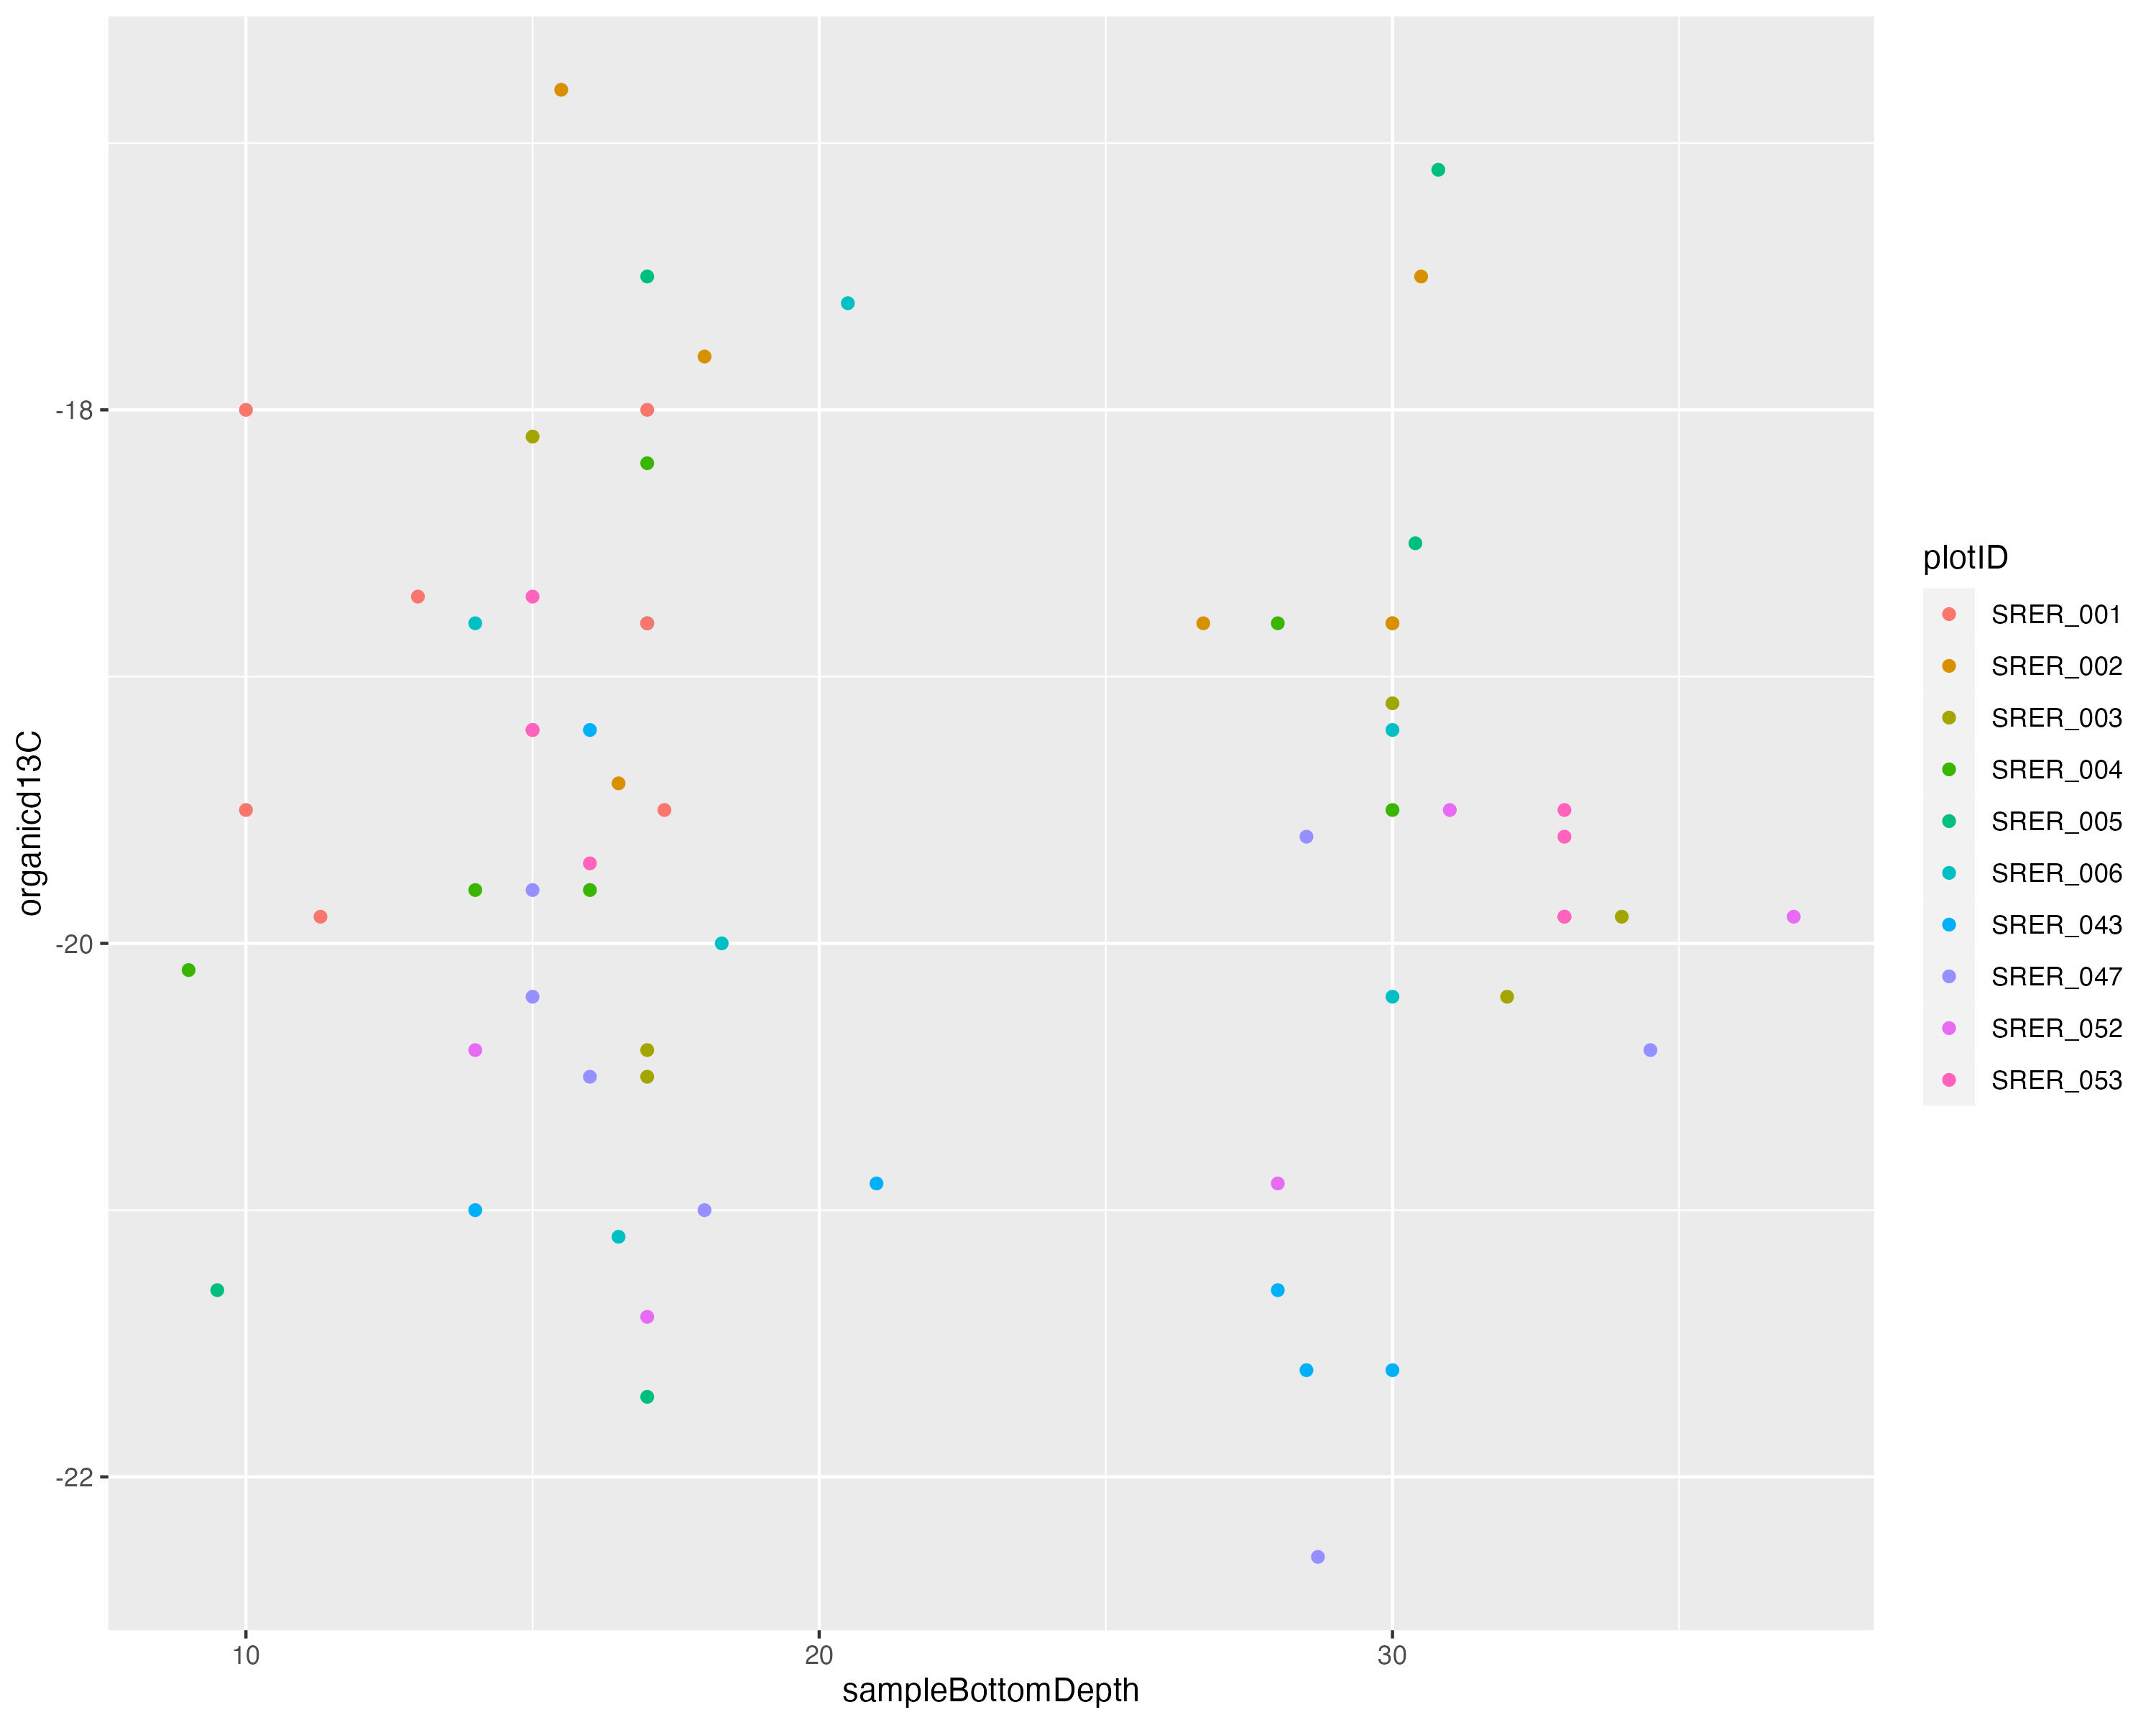 organicd13C
-18
-20
-22
10
20
30
sampleBottomDepth
plotID
SRER_001
SRER_002
SRER_003
SRER_004
SRER_005
SRER_006
SRER_043
SRER_047
SRER_052
SRER_053